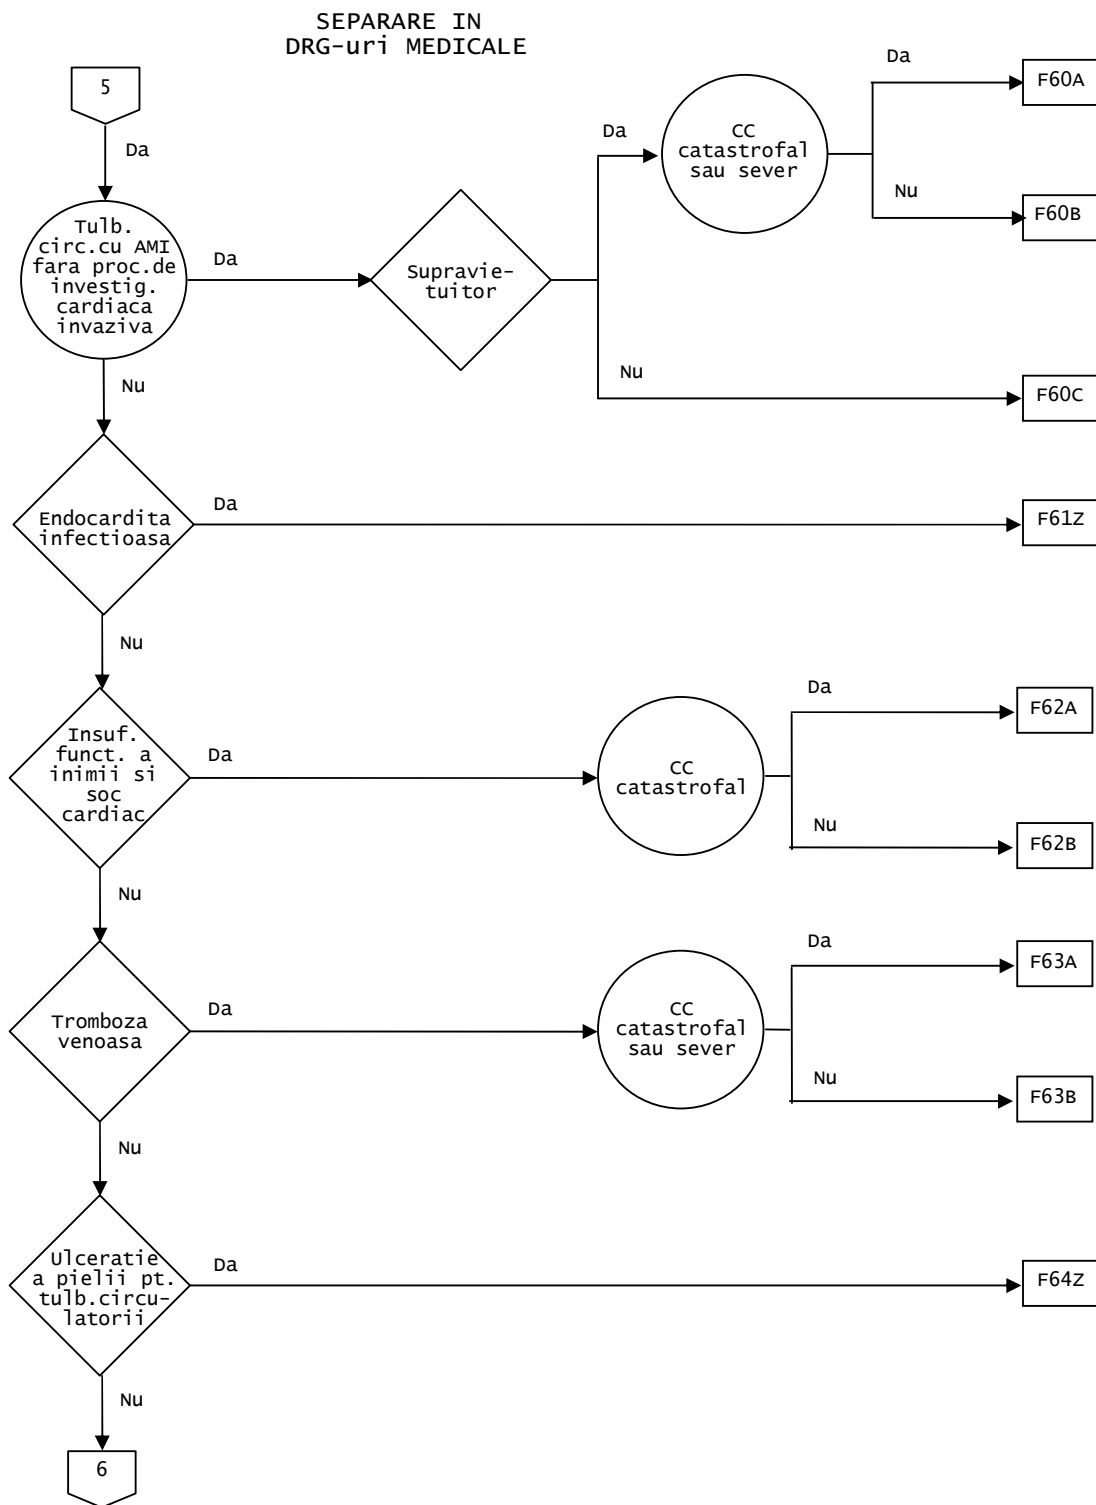 SEPARARE IN
DRG-uri MEDICALE
5
Da
Tulb.
circ.cu AMI
fara proc.de
investig.
cardiaca
invaziva
Da
Supravie-
tuitor
Da
CC
catastrofal
sau sever
Da
F60A
Nu
F60B
Nu
F60C
Nu
Endocardita
infectioasa
Da
F61Z
Nu
Insuf.
funct. a
inimii si
soc
cardiac
Da
CC
catastrofal
Da
F62A
Nu
F62B
Nu
Tromboza
venoasa
Da
CC
catastrofal
sau sever
Da
F63A
Nu
F63B
Nu
Ulceratie
a pielii pt.
tulb.circu-
latorii
Da
F64Z
Nu
6